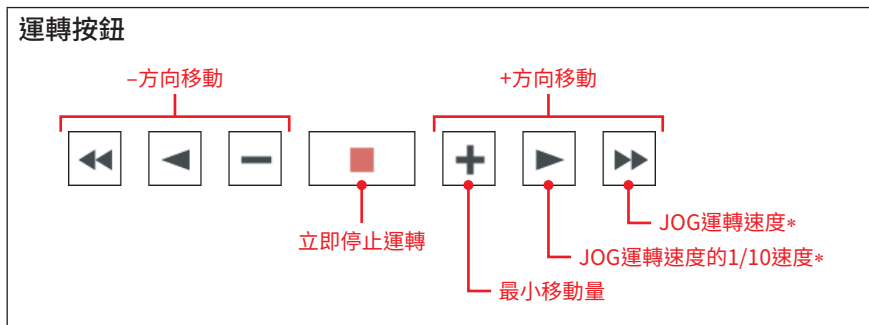 運轉按鈕
–方向移動
+方向移動
立即停止運轉
JOG運轉速度*
JOG運轉速度的1/10速度*
最小移動量